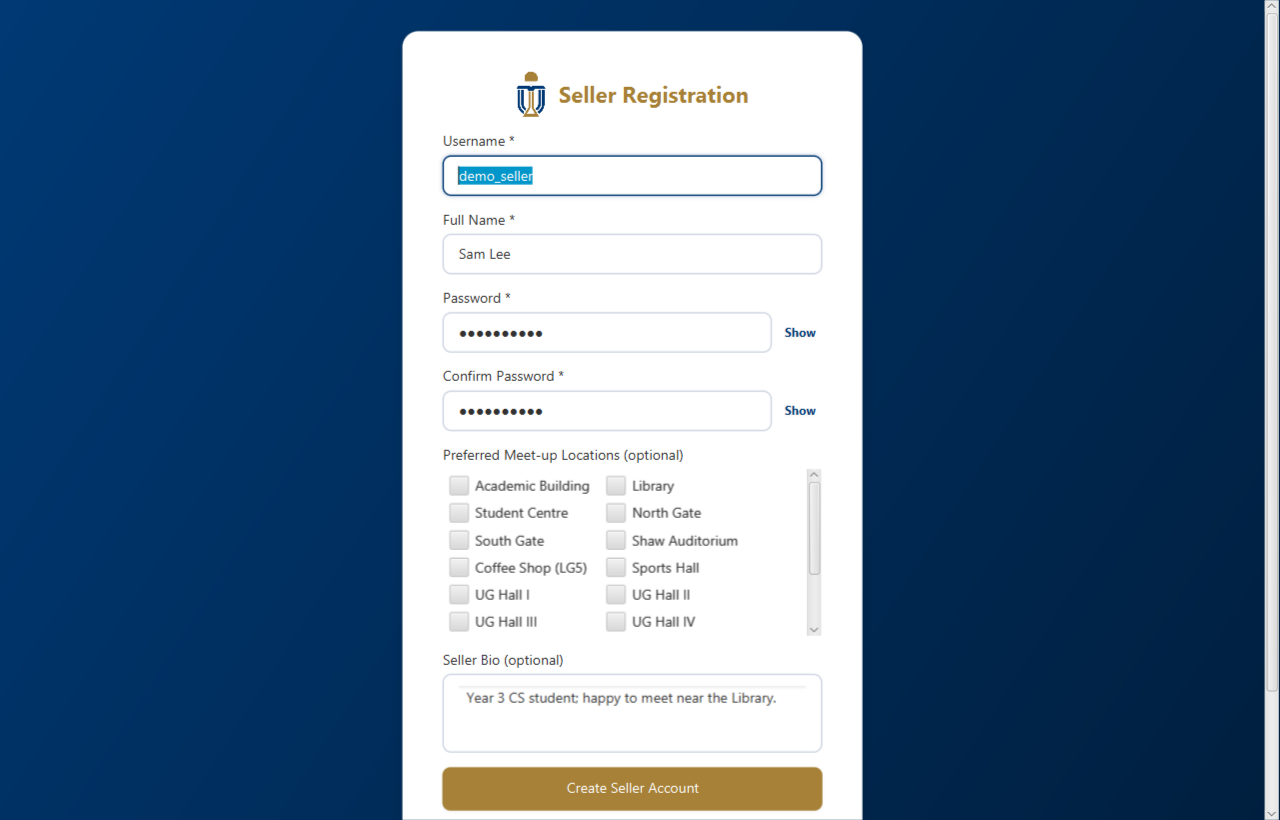 Seller Registration
Username *
demo_seller
Full Name *
Sam Lee
Password *
●●●●●●●●●● Show
Confirm Password *
●●●●●●●●●● Show
Preferred Meet-up Locations (optional)
Academic Building Library
Student Centre North Gate
South Gate Shaw Auditorium
Coffee Shop (LG5) Sports Hall
UG Hall I UG Hall II
UG Hall III UG Hall IV
Seller Bio (optional)
Year 3 CS student; happy to meet near the Library.
Create Seller Account